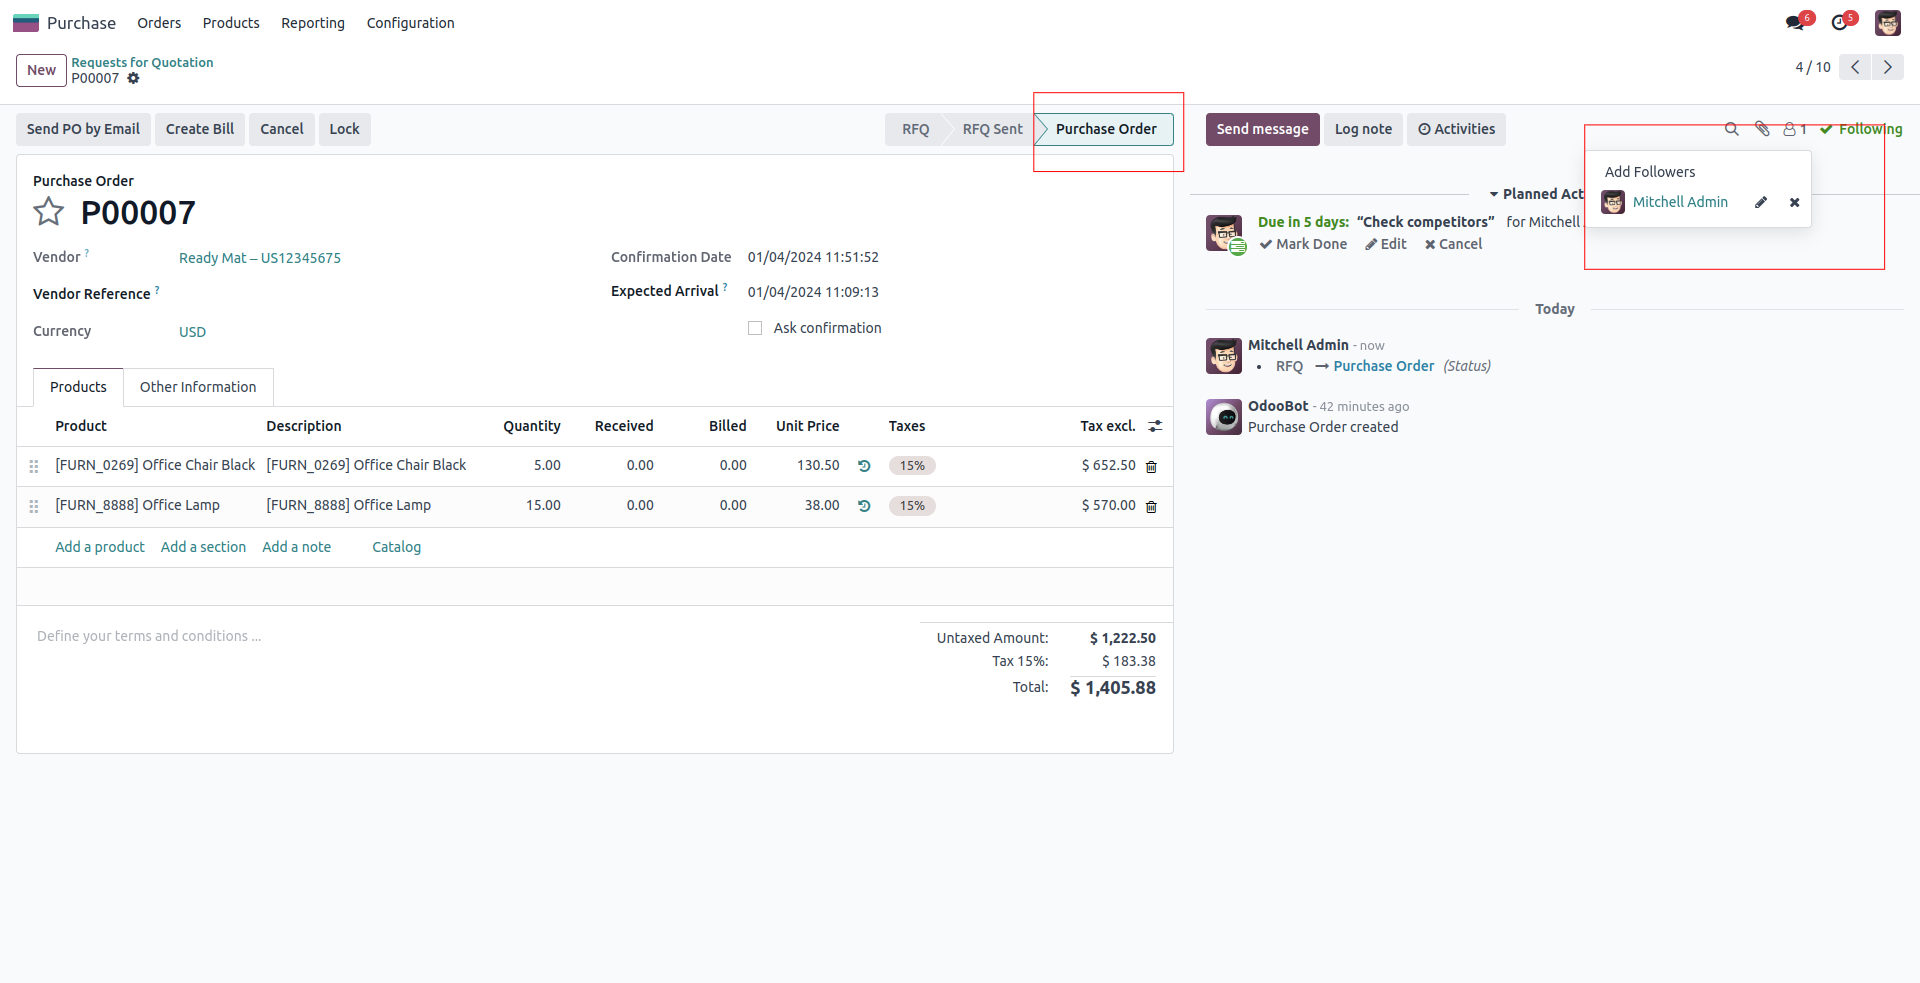 Purchase Orders Products Reporting Configuration 6 5
New Requests for Quotation
P00007
4 / 10
Send PO by Email Create Bill Cancel Lock RFQ RFQ Sent Purchase Order
Send message Log note Activities 1 Following
Purchase Order
P00007
Vendor ? Ready Mat – US12345675
Vendor Reference ?
Currency USD
Confirmation Date 01/04/2024 11:51:52
Expected Arrival ? 01/04/2024 11:09:13
Ask confirmation
Products Other Information
Product Description Quantity Received Billed Unit Price Taxes Tax excl.
[FURN_0269] Office Chair Black [FURN_0269] Office Chair Black 5.00 0.00 0.00 130.50 15% $ 652.50
[FURN_8888] Office Lamp [FURN_8888] Office Lamp 15.00 0.00 0.00 38.00 15% $ 570.00
Add a product Add a section Add a note Catalog
Define your terms and conditions ...
Untaxed Amount: $ 1,222.50
Tax 15%: $ 183.38
Total: $ 1,405.88
Add Followers
Mitchell Admin
Planned Act
Due in 5 days: “Check competitors” for Mitchell
Mark Done Edit Cancel
Today
Mitchell Admin - now
• RFQ → Purchase Order (Status)
OdooBot - 42 minutes ago
Purchase Order created